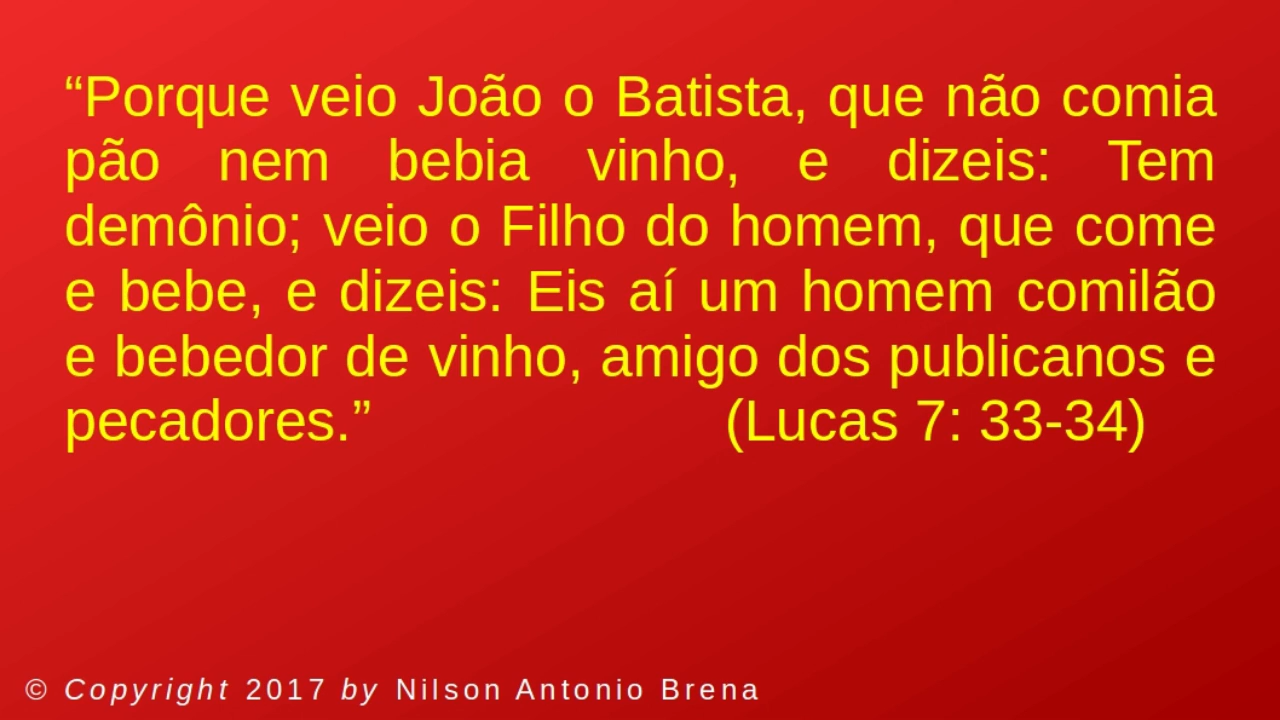 “Porque veio João o Batista, que não comia
pão nem bebia vinho, e dizeis: Tem
demônio; veio o Filho do homem, que come
e bebe, e dizeis: Eis aí um homem comilão
e bebedor de vinho, amigo dos publicanos e
pecadores.” (Lucas 7: 33-34)
© Copyright 2017 by Nilson Antonio Brena